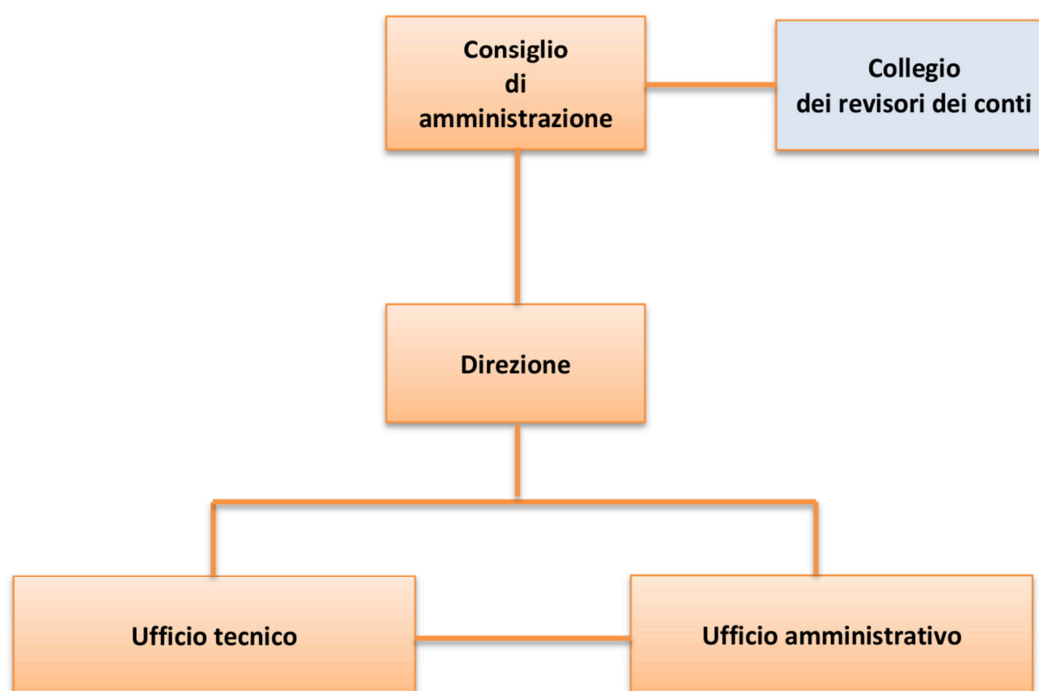 Consiglio
di
amministrazione
Collegio
dei revisori dei conti
Direzione
Ufficio tecnico
Ufficio amministrativo